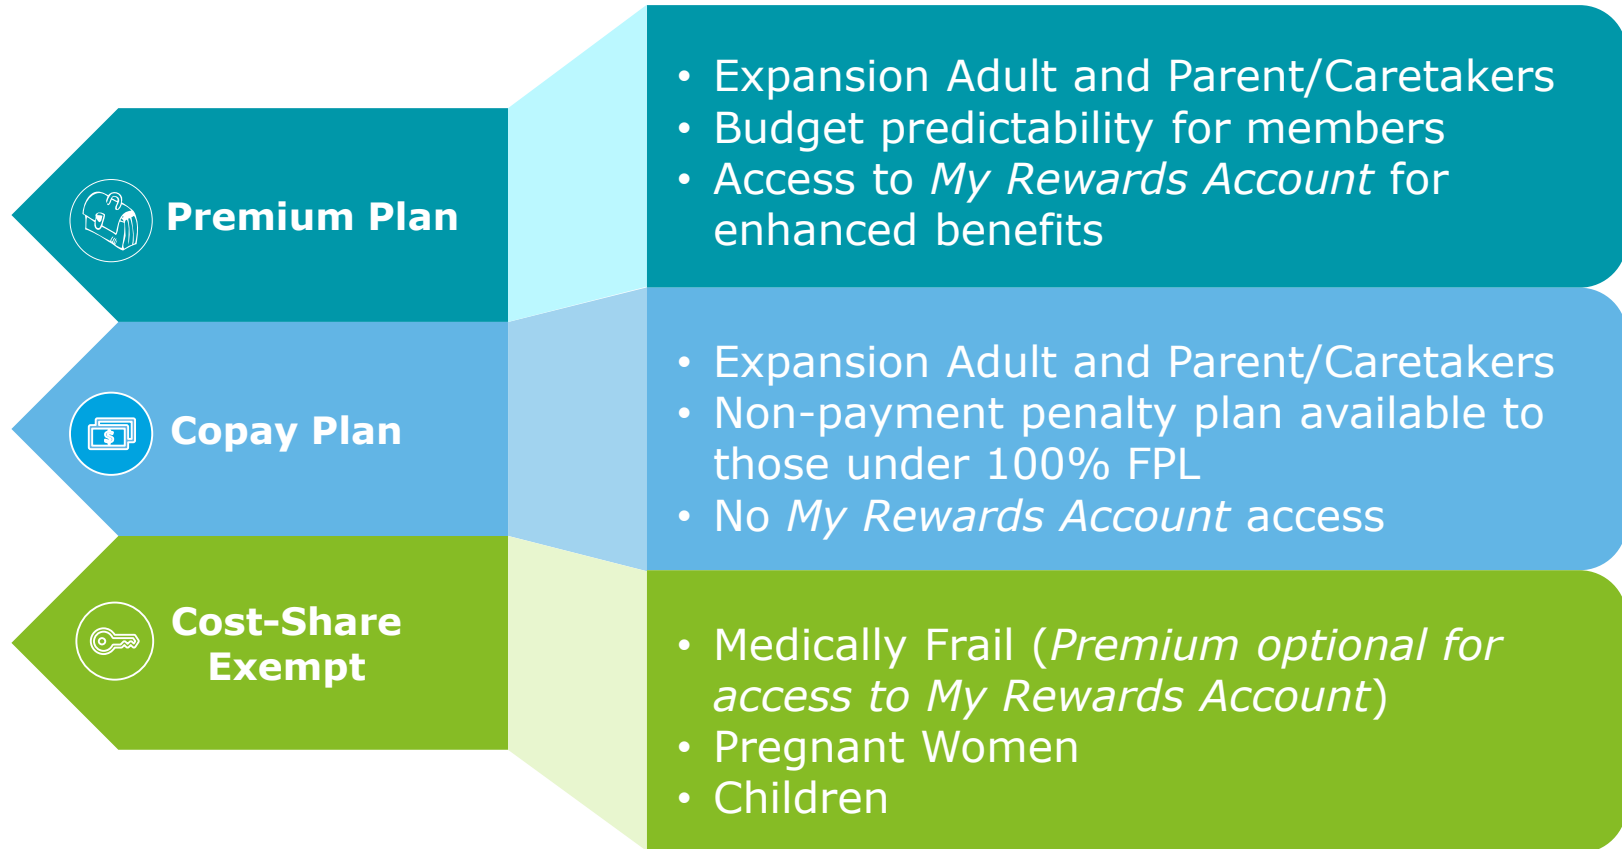 Premium Plan
• Expansion Adult and Parent/Caretakers
• Budget predictability for members
• Access to My Rewards Account for
enhanced benefits
Copay Plan
$
• Expansion Adult and Parent/Caretakers
• Non-payment penalty plan available to
those under 100% FPL
• No My Rewards Account access
Cost-Share
Exempt
• Medically Frail (Premium optional for
access to My Rewards Account)
• Pregnant Women
• Children